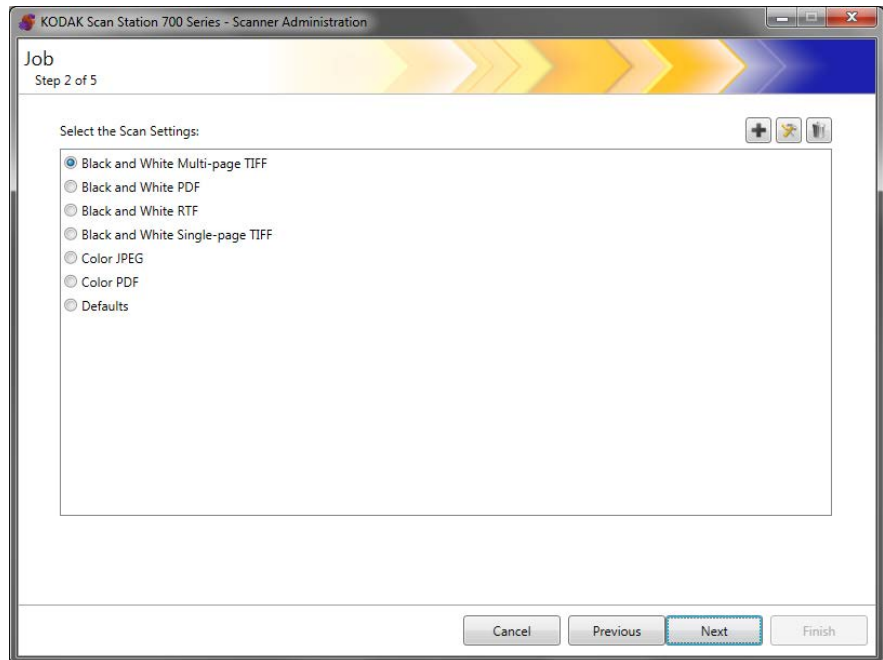 KODAK Scan Station 700 Series - Scanner Administration
Job
Step 2 of 5
Select the Scan Settings:
Black and White Multi-page TIFF
Black and White PDF
Black and White RTF
Black and White Single-page TIFF
Color JPEG
Color PDF
Defaults
Cancel Previous Next Finish